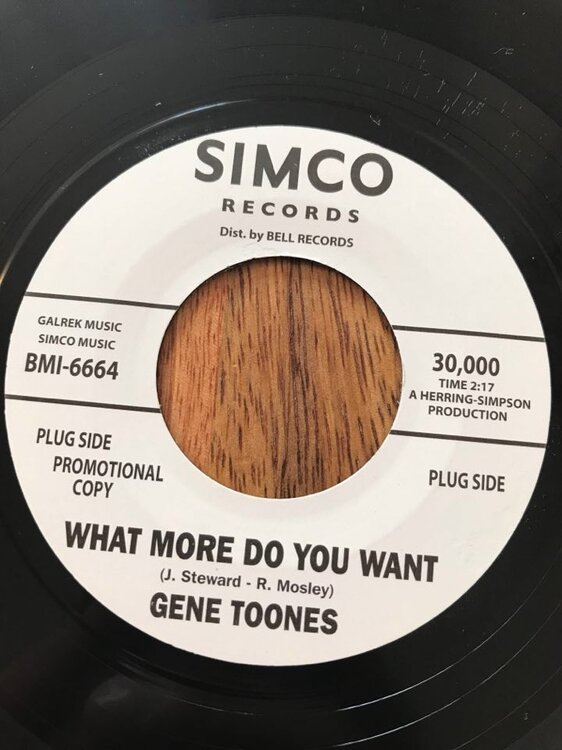 SIMCO
RECORDS
Dist. by BELL RECORDS
GALREK MUSIC
SIMCO MUSIC
BMI-6664
30,000
TIME 2:17
A HERRING-SIMPSON
PRODUCTION
PLUG SIDE
PROMOTIONAL
COPY
PLUG SIDE
WHAT MORE DO YOU WANT
(J. Steward - R. Mosley)
GENE TOONES